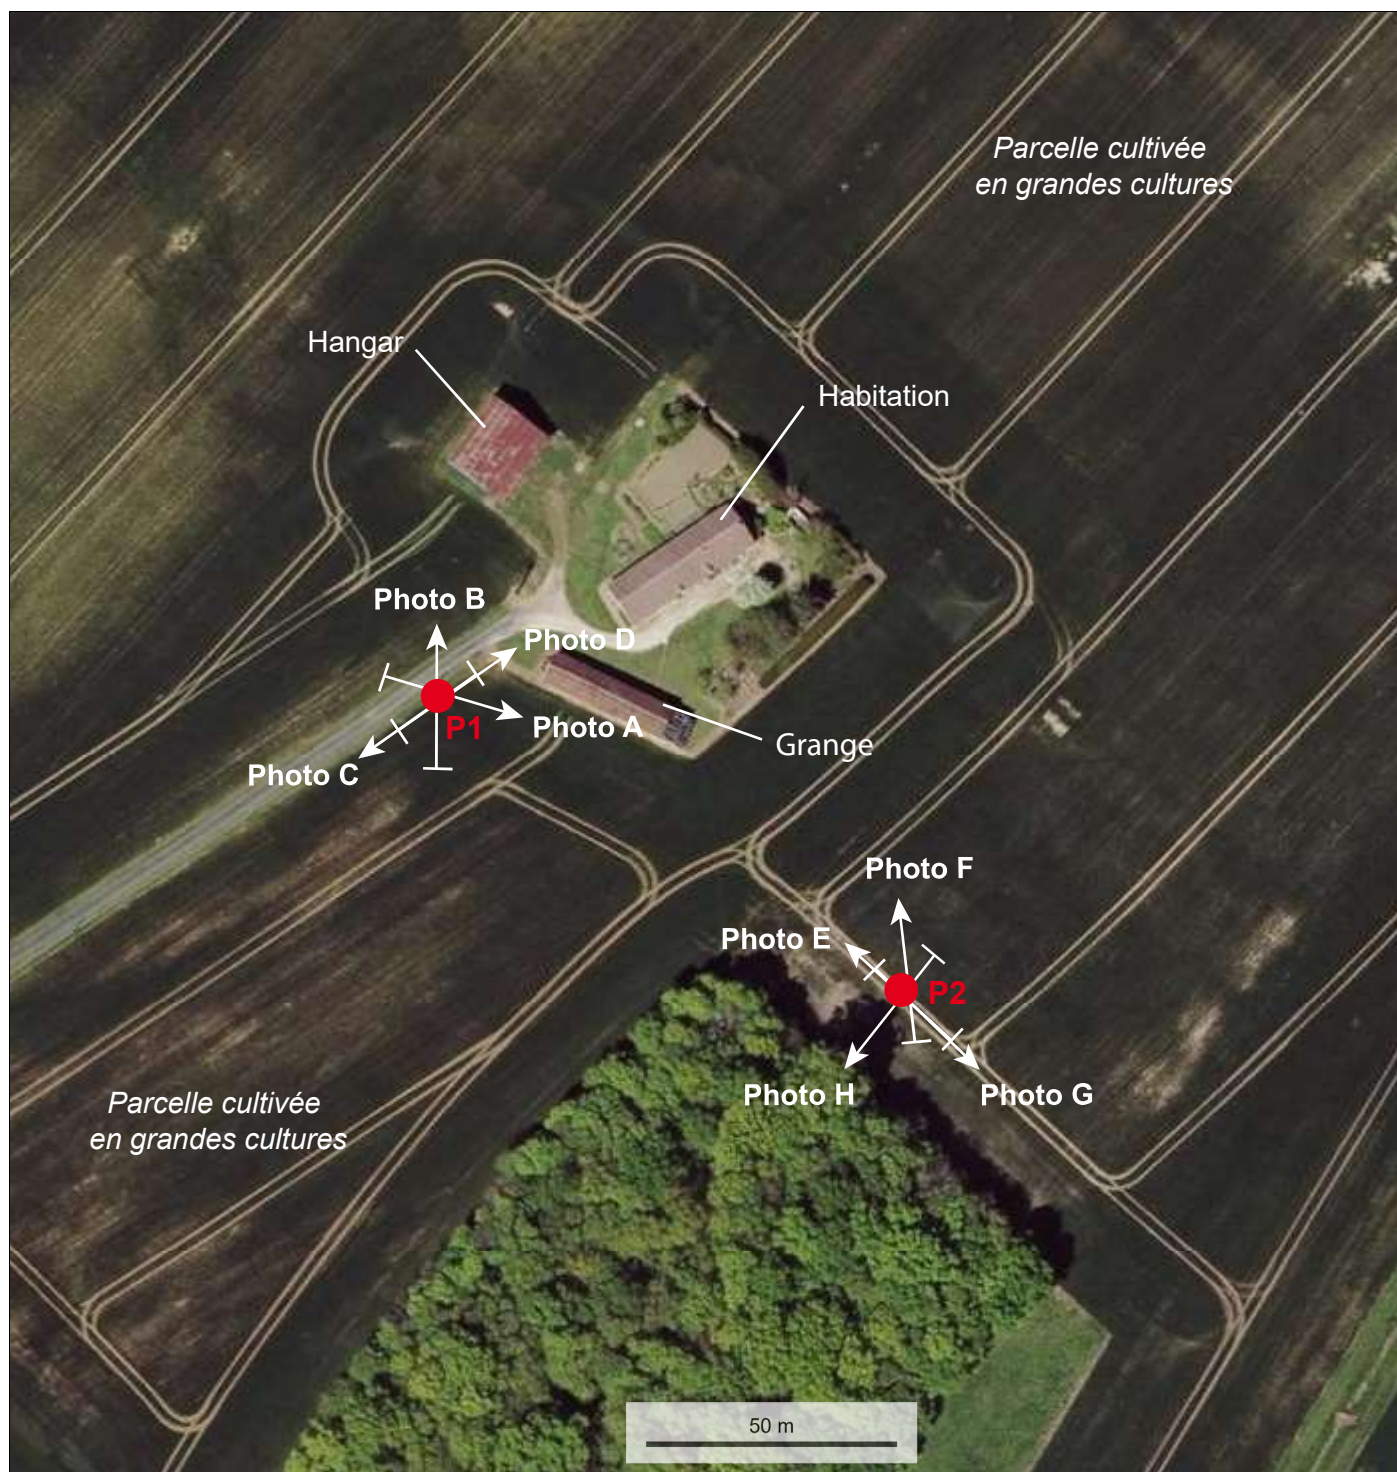 Parcelle cultivée
en grandes cultures
Hangar
Habitation
Photo B
Photo D
P1
Photo A
Grange
Photo C
Photo F
Photo E
P2
Photo H
Photo G
Parcelle cultivée
en grandes cultures
50 m